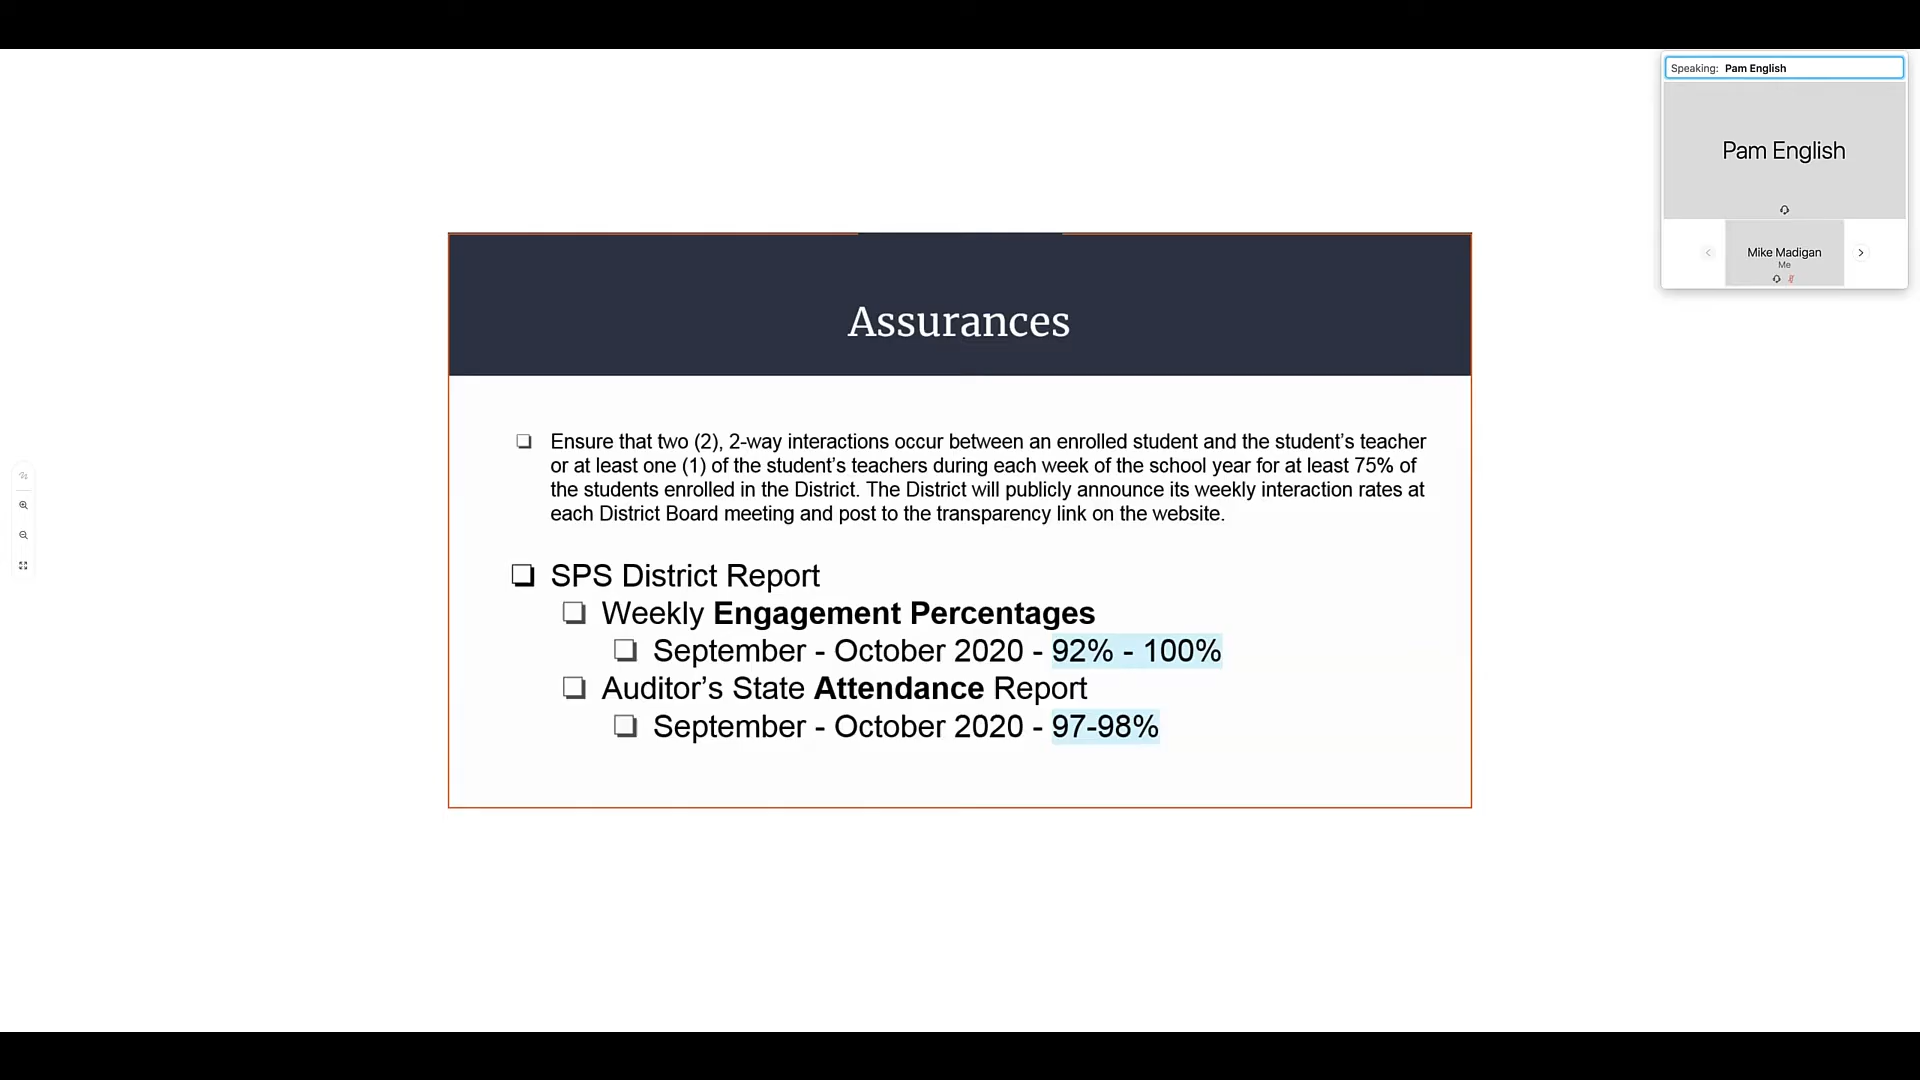 Speaking: Pam English
Pam English
Mike Madigan
Me
Assurances
Ensure that two (2), 2-way interactions occur between an enrolled student and the student’s teacher
or at least one (1) of the student’s teachers during each week of the school year for at least 75% of
the students enrolled in the District. The District will publicly announce its weekly interaction rates at
each District Board meeting and post to the transparency link on the website.
SPS District Report
Weekly Engagement Percentages
September - October 2020 - 92% - 100%
Auditor’s State Attendance Report
September - October 2020 - 97-98%